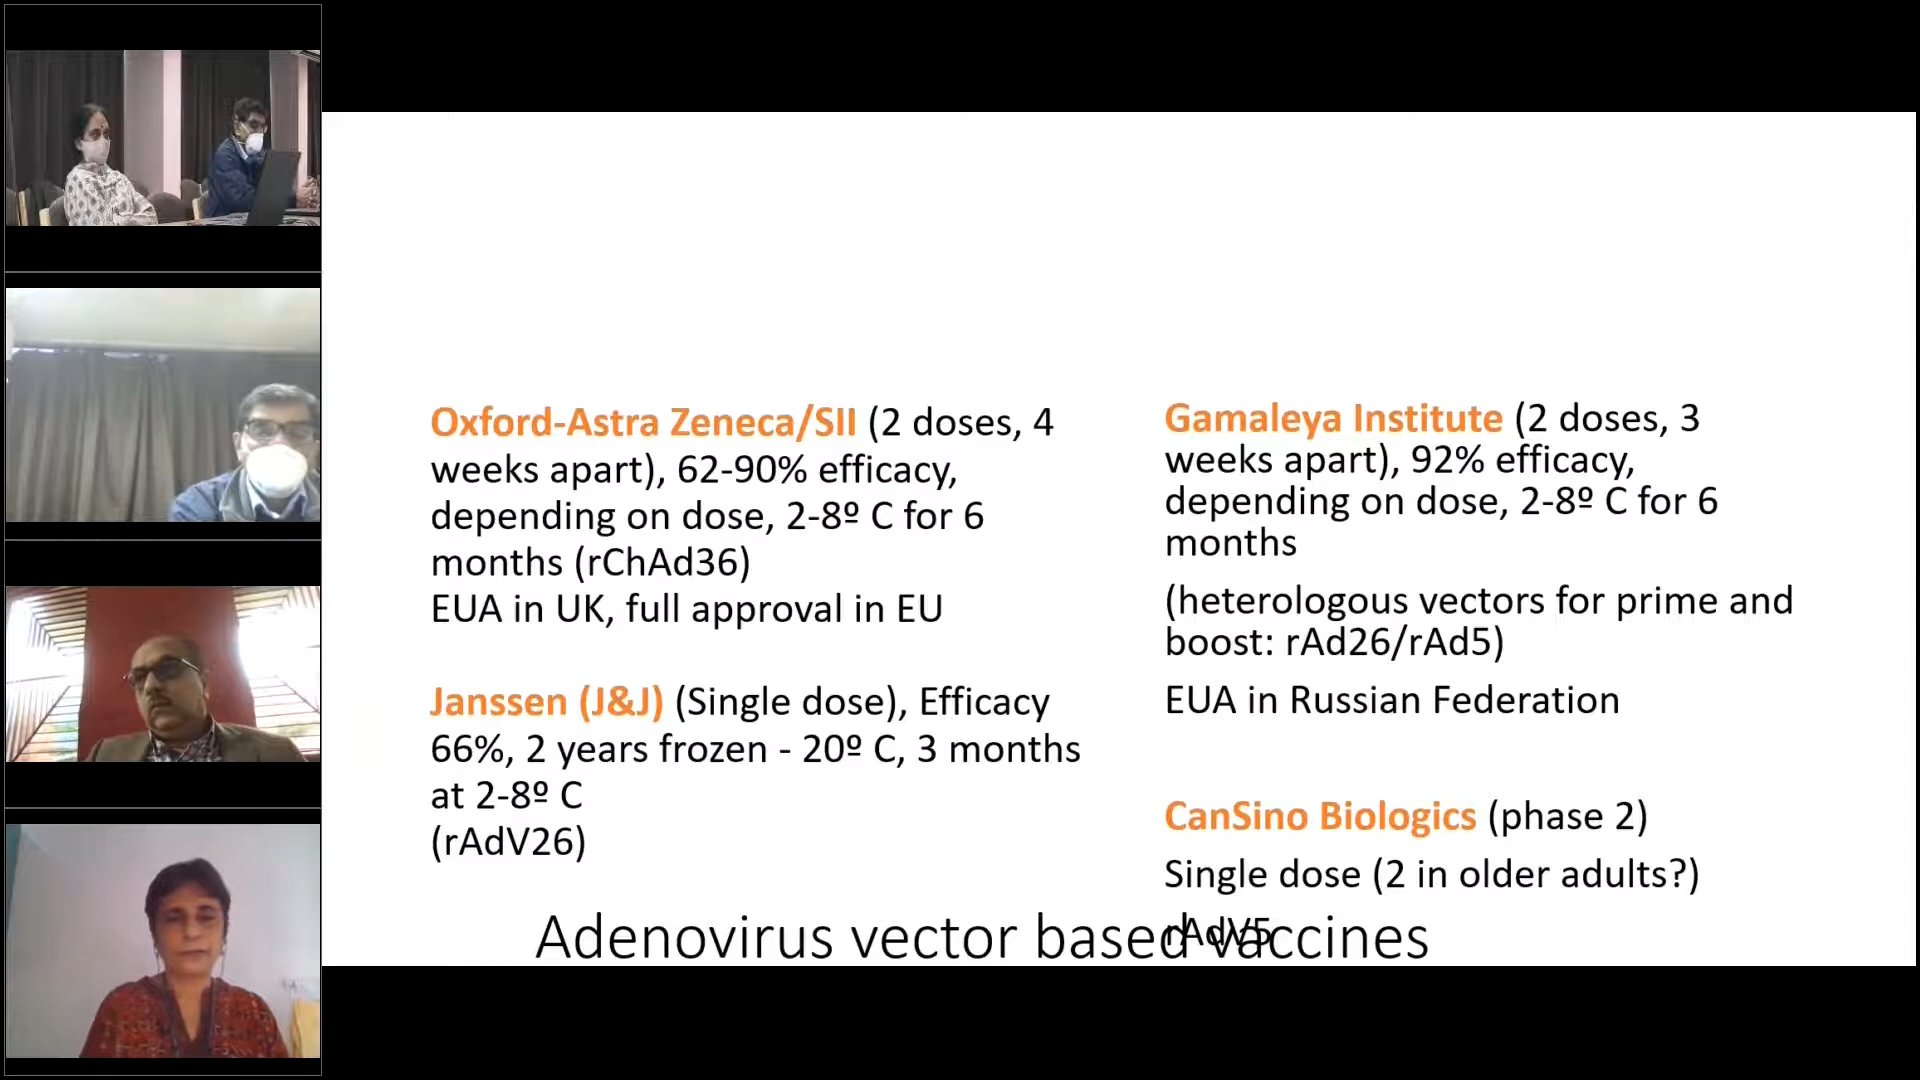 Oxford-Astra Zeneca/SII (2 doses, 4
weeks apart), 62-90% efficacy,
depending on dose, 2-8º C for 6
months (rChAd36)
EUA in UK, full approval in EU
Janssen (J&J) (Single dose), Efficacy
66%, 2 years frozen - 20º C, 3 months
at 2-8º C
(rAdV26)
Gamaleya Institute (2 doses, 3
weeks apart), 92% efficacy,
depending on dose, 2-8º C for 6
months
(heterologous vectors for prime and
boost: rAd26/rAd5)
EUA in Russian Federation
CanSino Biologics (phase 2)
Single dose (2 in older adults?)
rAdV5
Adenovirus vector based vaccines